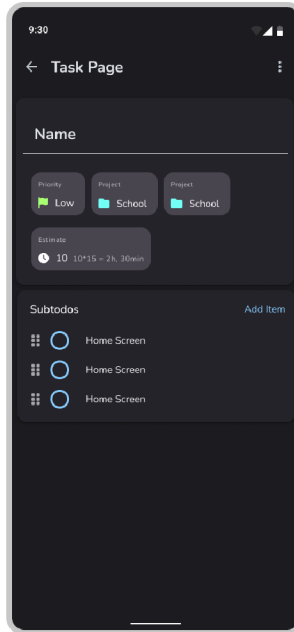 9:30
Task Page
Name
Priority Project Project
Low School School
Estimate
10 10*15 = 2h, 30min
Subtodos Add Item
Home Screen
Home Screen
Home Screen